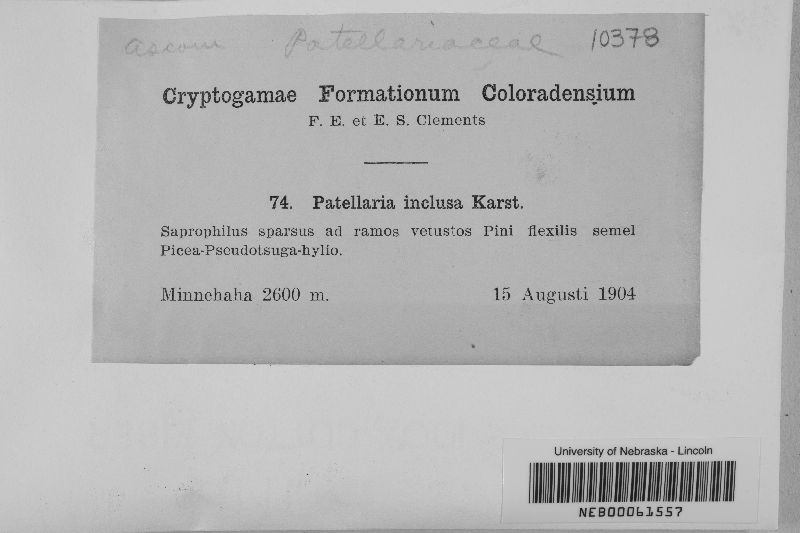 Ascom Patellariaceae 10378
Cryptogamae Formationum Coloradensium
F. E. et E. S. Clements
74. Patellaria inclusa Karst.
Saprophilus sparsus ad ramos vetustos Pini flexilis semel
Picea-Pseudotsuga-hylio.
Minnehaha 2600 m. 15 Augusti 1904
University of Nebraska - Lincoln
NEB00061557